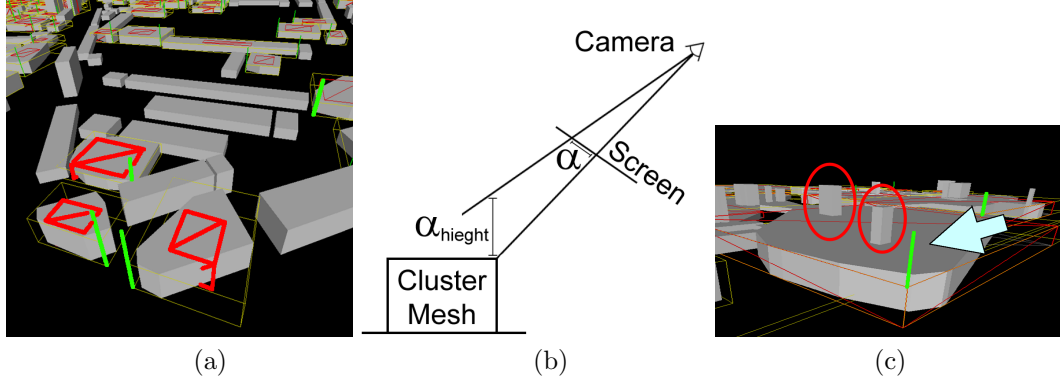 Camera
α
Screen
αhieght
Cluster
Mesh
(a)
(b)
(c)